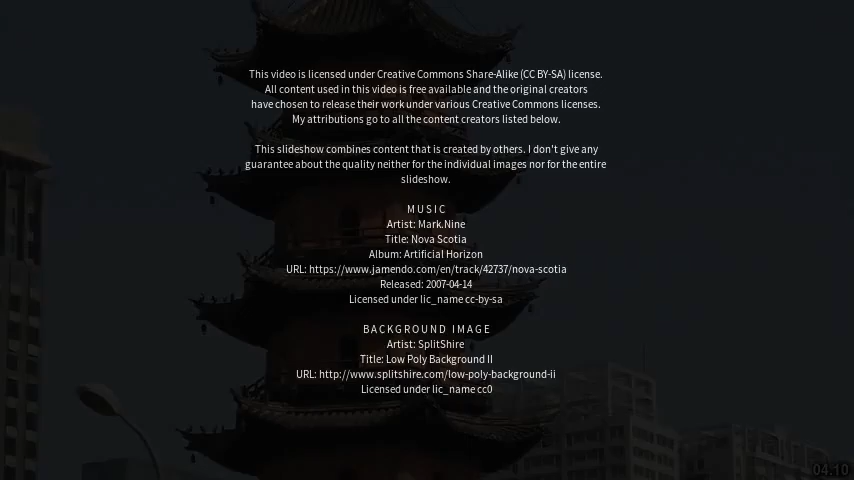 This video is licensed under Creative Commons Share-Alike (CC BY-SA) license.
All content used in this video is free available and the original creators
have chosen to release their work under various Creative Commons licenses.
My attributions go to all the content creators listed below.
This slideshow combines content that is created by others. I don't give any
guarantee about the quality neither for the individual images nor for the entire
slideshow.
MUSIC
Artist: Mark.Nine
Title: Nova Scotia
Album: Artificial Horizon
URL: https://www.jamendo.com/en/track/42737/nova-scotia
Released: 2007-04-14
Licensed under lic_name cc-by-sa
BACKGROUND IMAGE
Artist: SplitShire
Title: Low Poly Background II
URL: http://www.splitshire.com/low-poly-background-ii
Licensed under lic_name cc0
04.10